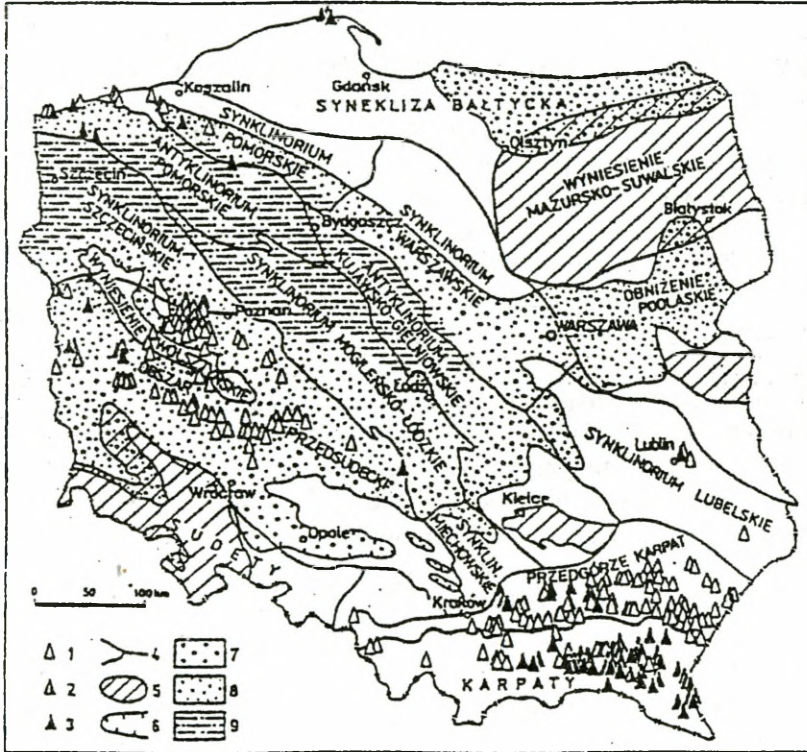 Koszalin
Gdańsk
SYNEKLIZA BAŁTYCKA
Olsztyn
SYNKLINORIUM
POMORSKIE
ANTYKLINORIUM
POMORSKIE
WYNIESIENIE
MAZURSKO-SUWALSKIE
Szczecin
Białystok
SYNKLINORIUM
SZCZECIŃSKIE
Bydgoszcz
SYNKLINORIUM
WARSZAWSKIE
ANTYKLINORIUM
KUJAWSKO-GIELNIOWSKIE
OBNIŻENIE
PODLASKIE
WYNIESIENIE WOLSZTYŃSKIE
Poznań
WARSZAWA
SYNKLINORIUM MOGILEŃSKO-ŁÓDZKIE
OBSZAR
Łódź
PRZEDSUDECKI
Lublin
SYNKLINORIUM LUBELSKIE
Wrocław
Kielce
Opole
SUDETY
SYNKLIN.
MIECHOWSKIE
PRZEDGÓRZE KARPAT
Kraków
KARPATY
0 50 100 km
1 4 7
2 5 8
3 6 9